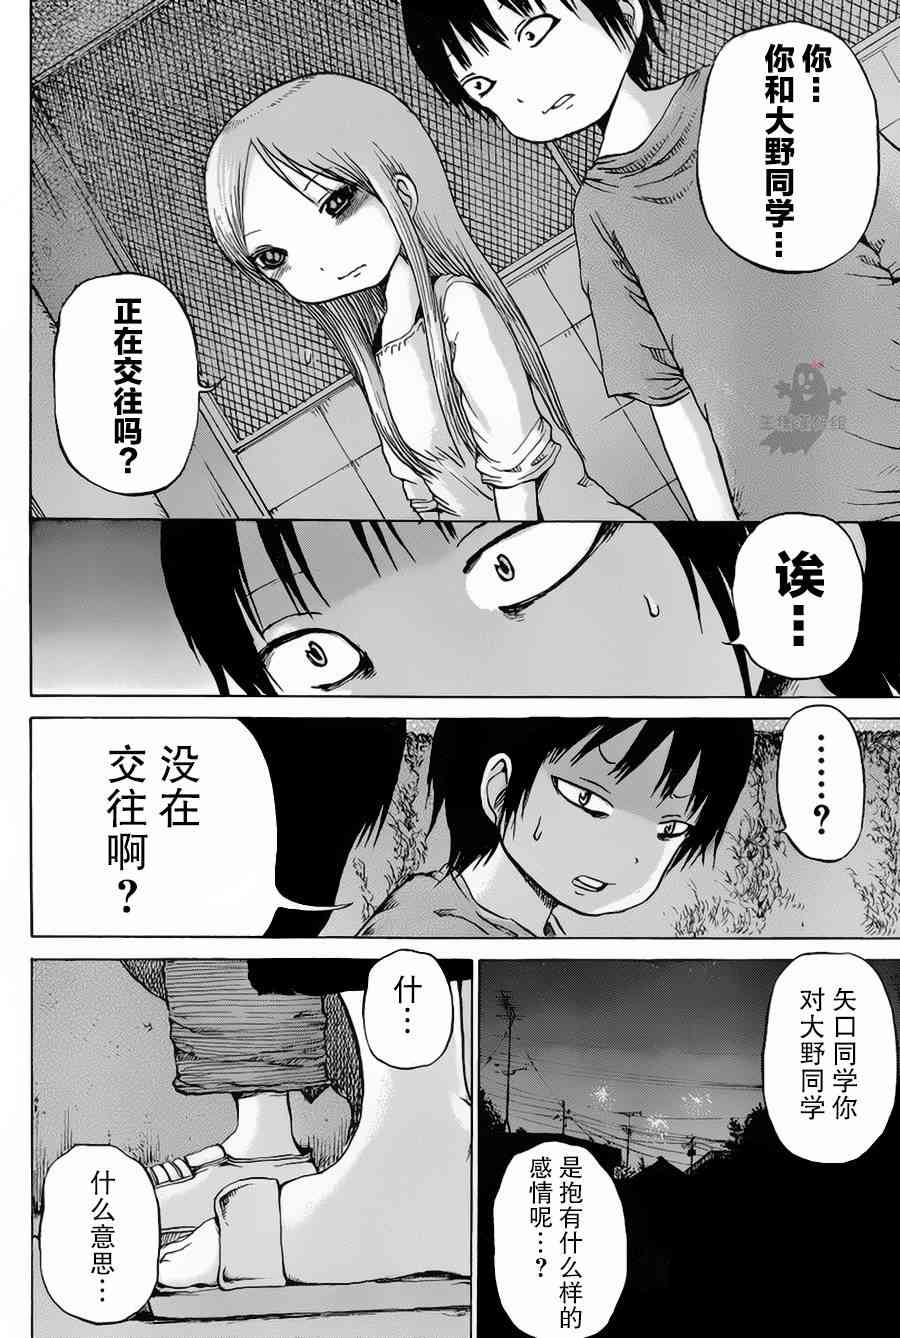 你…
你和大野同学…
正在交往吗？
诶…
……？
没在
交往啊？
矢口同学你
对大野同学
是抱有什么样的
感情呢…？
什…
什么意思…